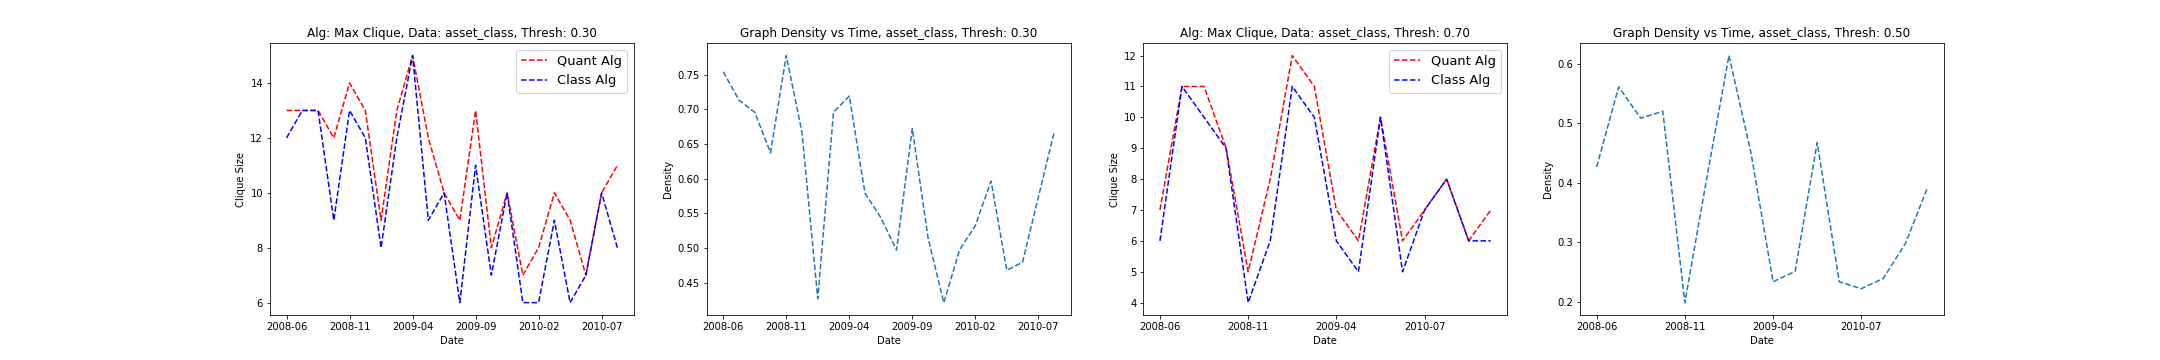 Alg: Max Clique, Data: asset_class, Thresh: 0.30
Quant Alg
Class Alg
Clique Size
14
12
10
8
6
2008-06 2008-11 2009-04 2009-09 2010-02 2010-07
Date
Graph Density vs Time, asset_class, Thresh: 0.30
Density
0.75
0.70
0.65
0.60
0.55
0.50
0.45
2008-06 2008-11 2009-04 2009-09 2010-02 2010-07
Date
Alg: Max Clique, Data: asset_class, Thresh: 0.70
Quant Alg
Class Alg
Clique Size
12
11
10
9
8
7
6
5
4
2008-06 2008-11 2009-04 2010-07
Date
Graph Density vs Time, asset_class, Thresh: 0.50
Density
0.6
0.5
0.4
0.3
0.2
2008-06 2008-11 2009-04 2010-07
Date